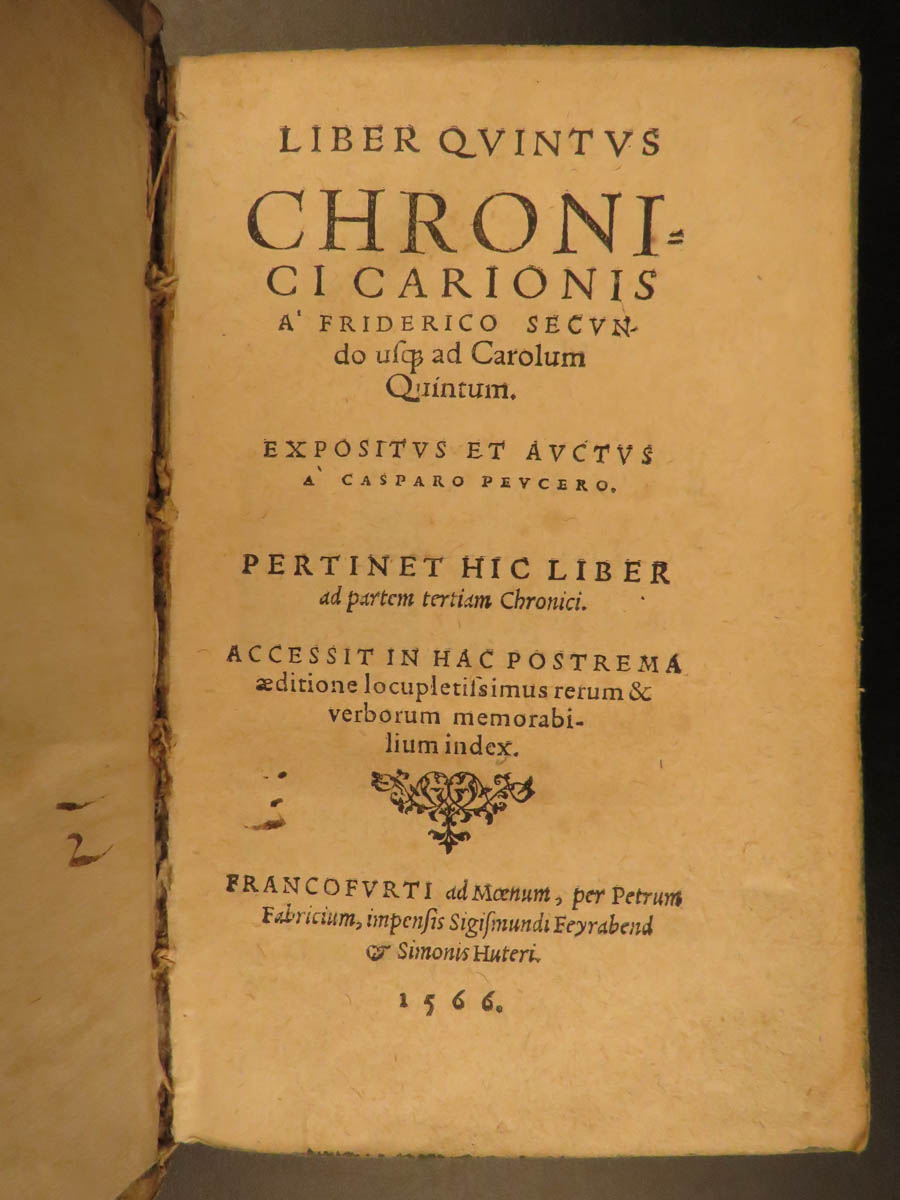 LIBER QVINTVS
CHRONI=
CI CARIONIS
A' FRIDERICO SECVN-
do uſq́ꝫ ad Carolum
Quintum.
EXPOSITVS ET AVCTVS
A` CASPARO PEVCERO.
PERTINET HIC LIBER
ad partem tertiam Chronici.
ACCESSIT IN HAC POSTREMA
æditione locupletiſsimus rerum &
verborum memorabi-
lium index.
FRANCOFVRTI ad Mœnum, per Petrum
Fabricium, impenſis Sigiſmundi Feyrabend
& Simonis Huteri.
1566.
2